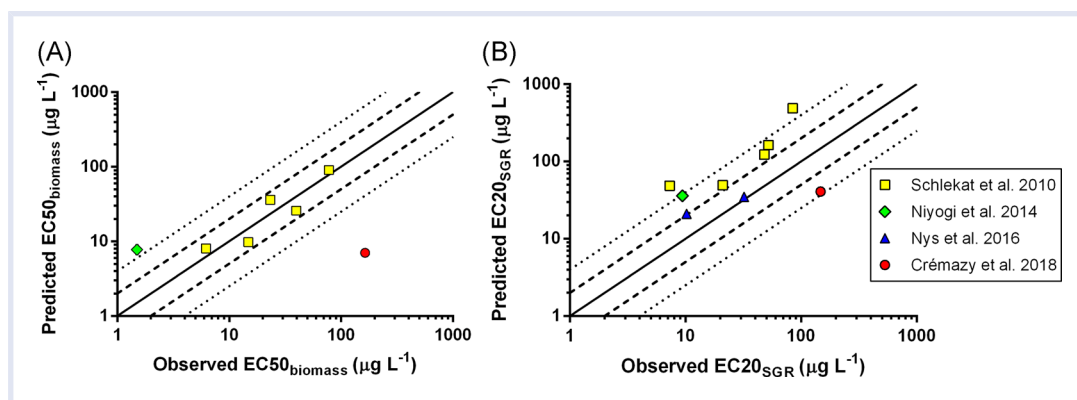 (A)
Predicted EC50biomass (µg L-1)
1000
100
10
1
1 10 100 1000
Observed EC50biomass (µg L-1)
(B)
Predicted EC20SGR (µg L-1)
1000
100
10
1
1 10 100 1000
Observed EC20SGR (µg L-1)
Schlekat et al. 2010
Niyogi et al. 2014
Nys et al. 2016
Crémazy et al. 2018